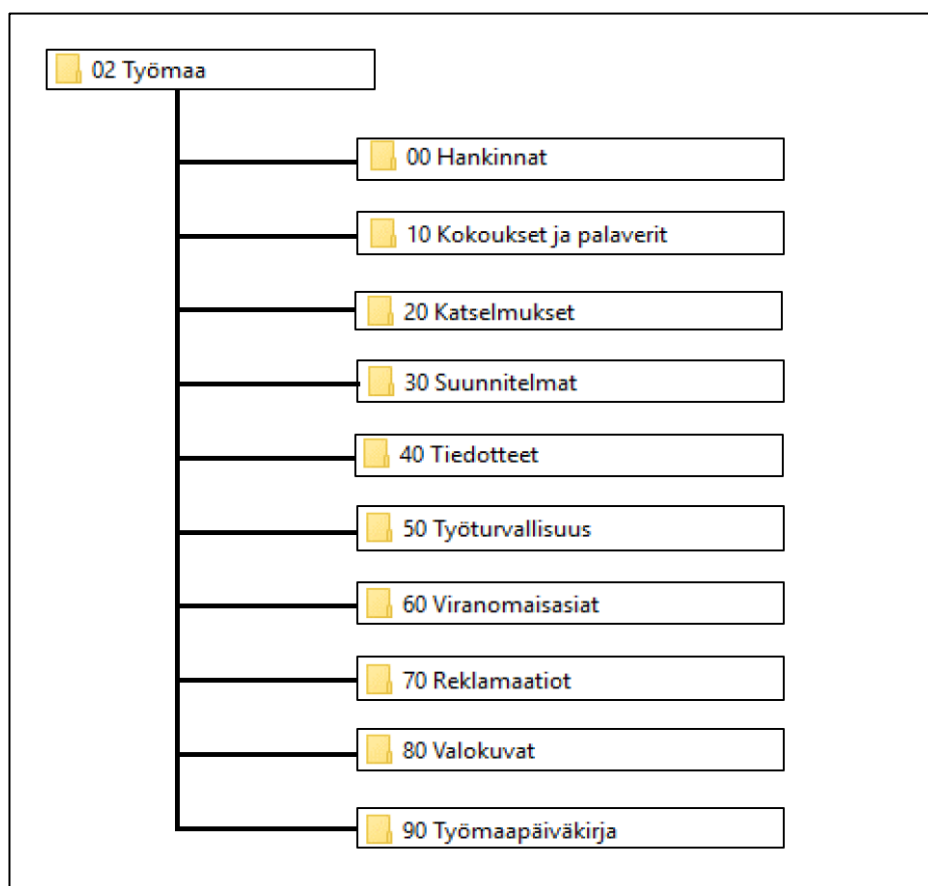 02 Työmaa
00 Hankinnat
10 Kokoukset ja palaverit
20 Katselmukset
30 Suunnitelmat
40 Tiedotteet
50 Työturvallisuus
60 Viranomaisasiat
70 Reklamaatiot
80 Valokuvat
90 Työmaapäiväkirja